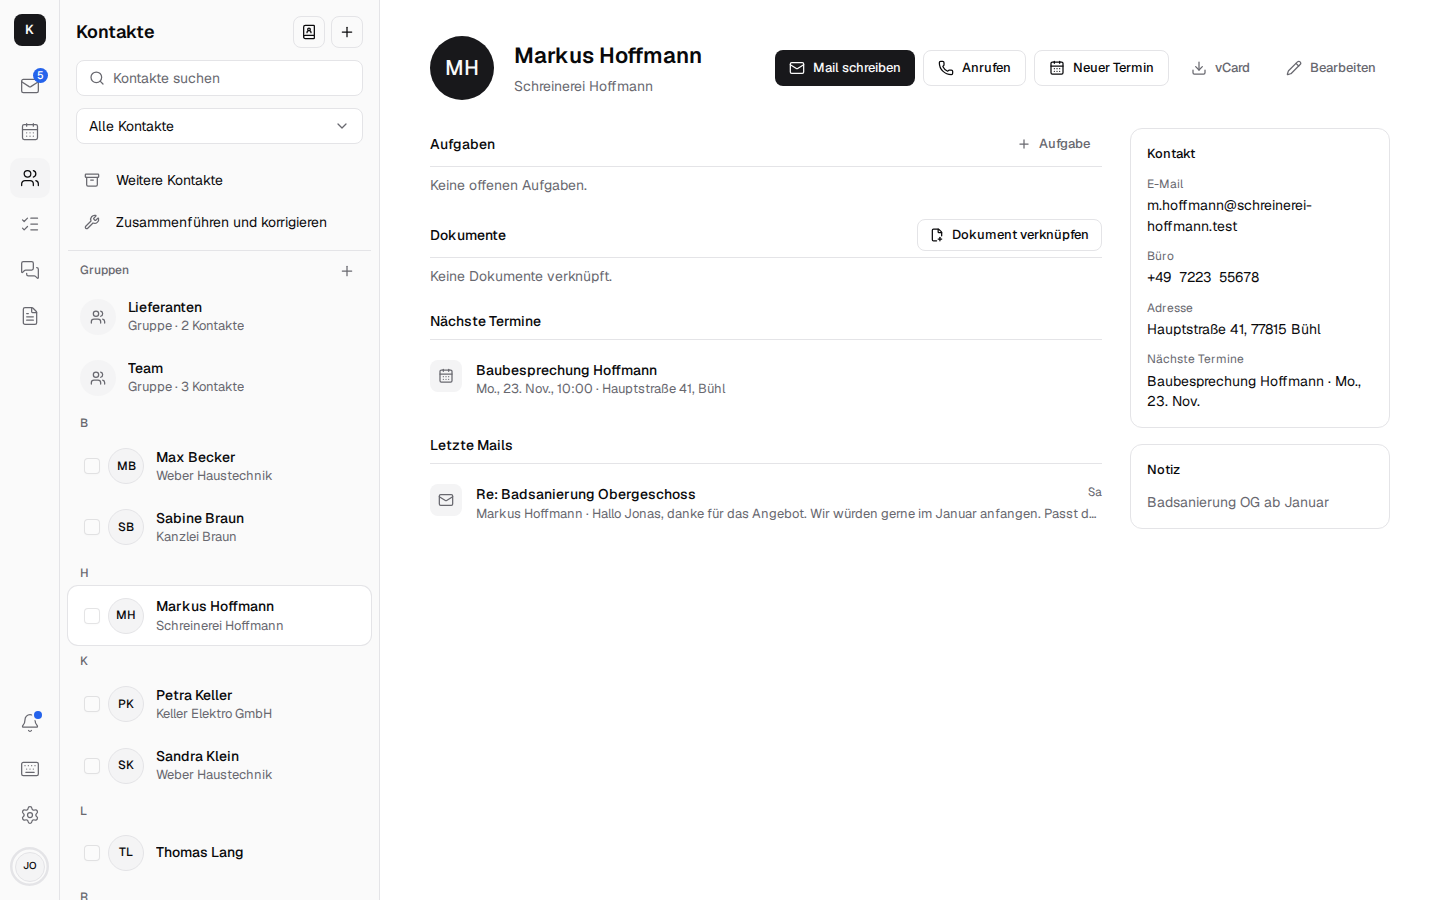 K
5
JO
Kontakte
Kontakte suchen
Alle Kontakte
Weitere Kontakte
Zusammenführen und korrigieren
Gruppen
Lieferanten
Gruppe · 2 Kontakte
Team
Gruppe · 3 Kontakte
B
MB
Max Becker
Weber Haustechnik
SB
Sabine Braun
Kanzlei Braun
H
MH
Markus Hoffmann
Schreinerei Hoffmann
K
PK
Petra Keller
Keller Elektro GmbH
SK
Sandra Klein
Weber Haustechnik
L
TL
Thomas Lang
MH
Markus Hoffmann
Schreinerei Hoffmann
Mail schreiben
Anrufen
Neuer Termin
vCard
Bearbeiten
Aufgaben
Aufgabe
Keine offenen Aufgaben.
Dokumente
Dokument verknüpfen
Keine Dokumente verknüpft.
Nächste Termine
Baubesprechung Hoffmann
Mo., 23. Nov., 10:00 · Hauptstraße 41, Bühl
Letzte Mails
Re: Badsanierung Obergeschoss
Sa
Markus Hoffmann · Hallo Jonas, danke für das Angebot. Wir würden gerne im Januar anfangen. Passt d…
Kontakt
E-Mail
m.hoffmann@schreinerei-
hoffmann.test
Büro
+49 7223 55678
Adresse
Hauptstraße 41, 77815 Bühl
Nächste Termine
Baubesprechung Hoffmann · Mo.,
23. Nov.
Notiz
Badsanierung OG ab Januar